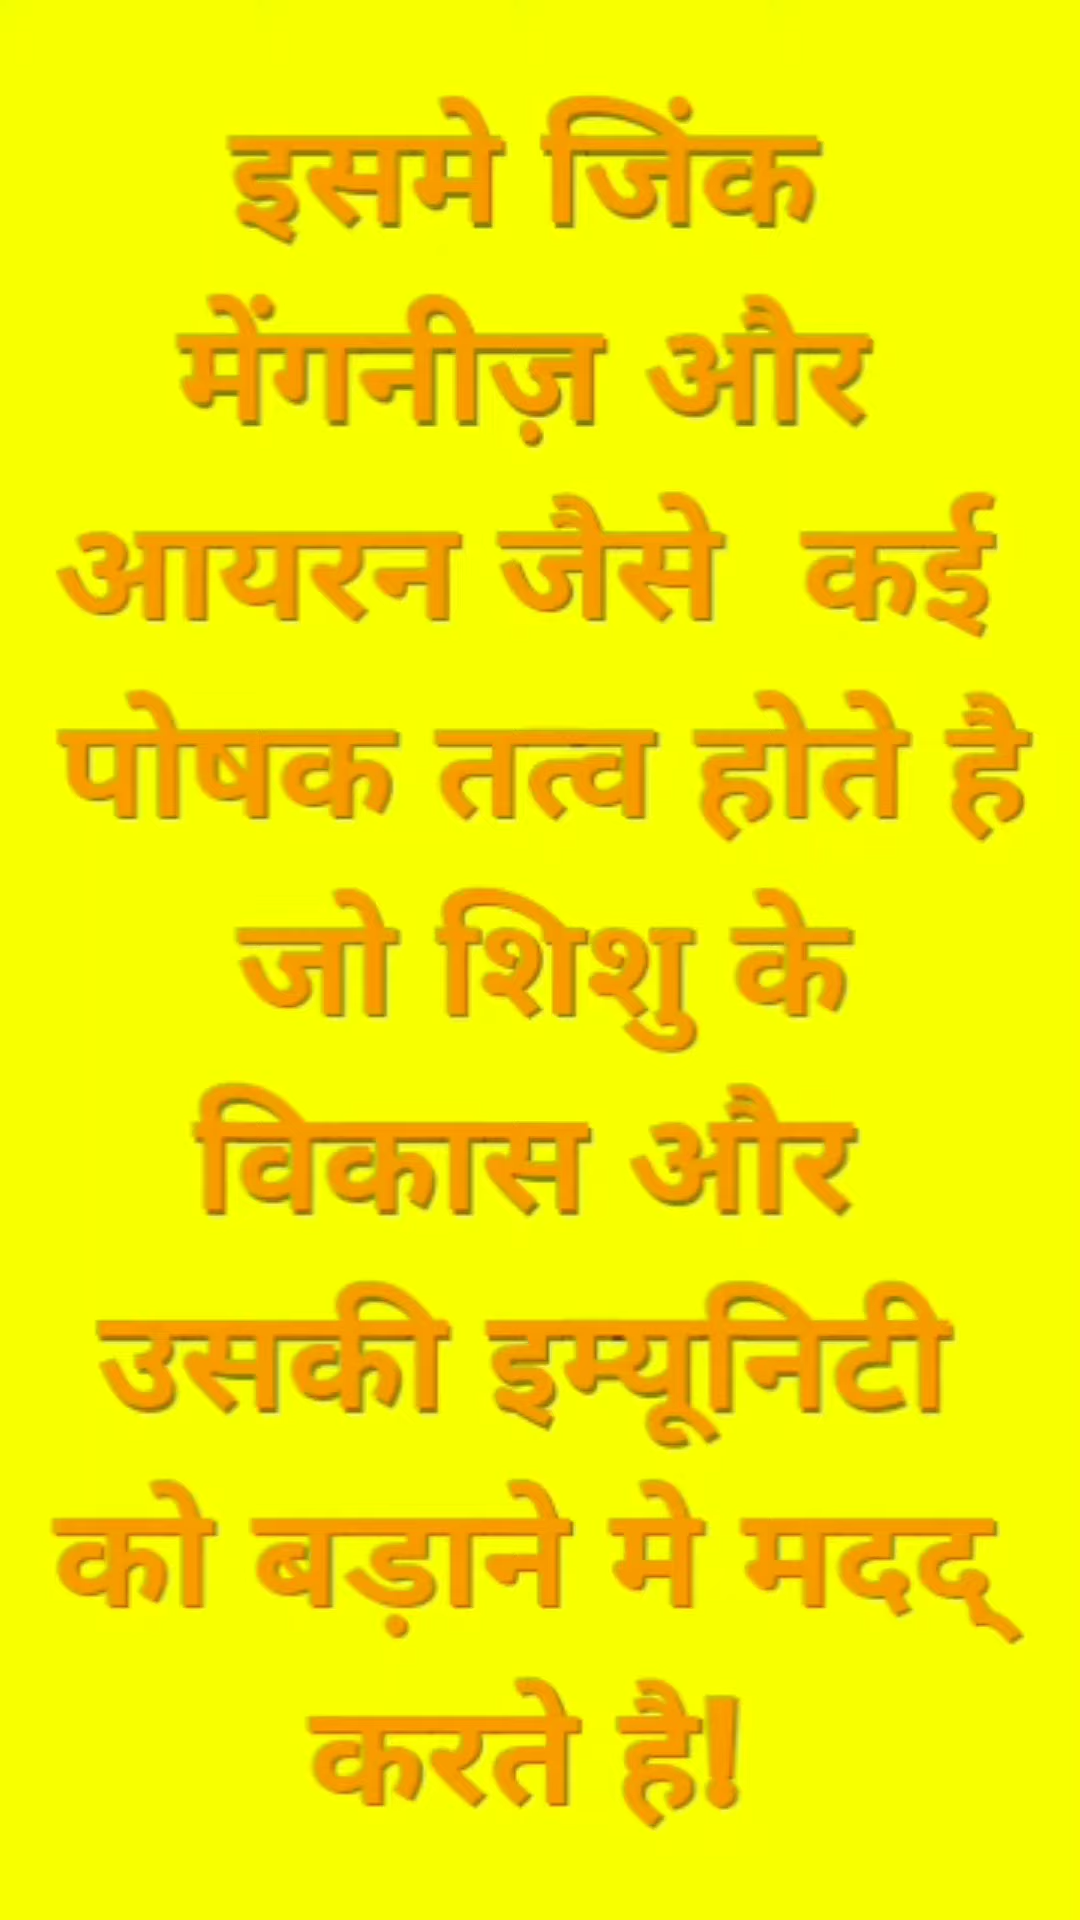 इसमे जिंक
मेंगनीज़ और
आयरन जैसे कई
पोषक तत्व होते है
जो शिशु के
विकास और
उसकी इम्यूनिटी
को बड़ाने मे मदद्
करते है!